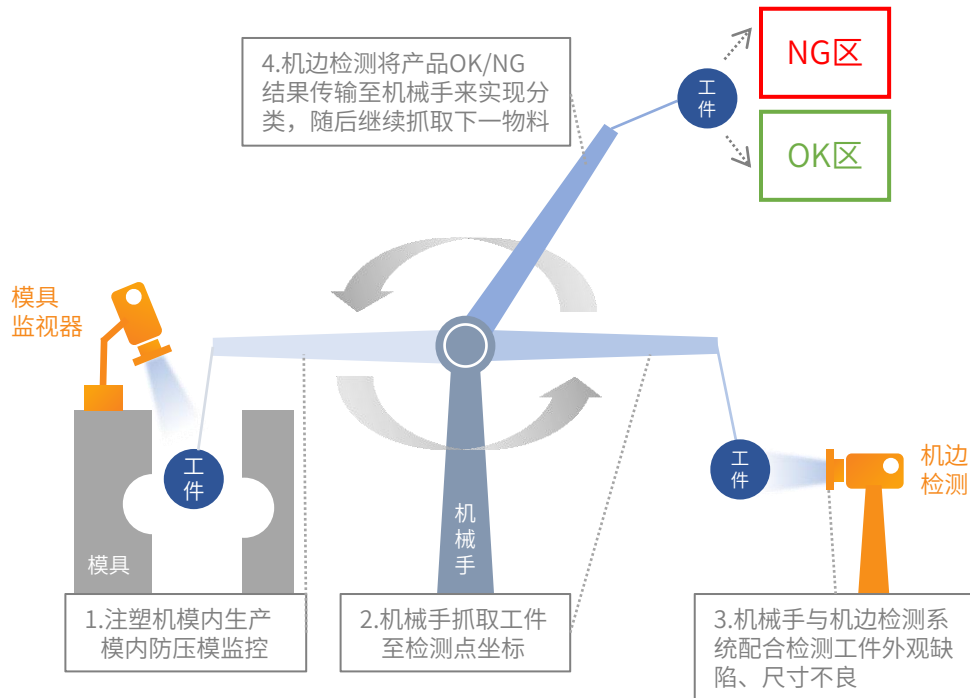 4.机边检测将产品OK/NG
结果传输至机械手来实现分
类，随后继续抓取下一物料
工
件
NG区
OK区
模具
监视器
工
件
模具
机
械
手
工
件
机边
检测
1.注塑机模内生产
模内防压模监控
2.机械手抓取工件
至检测点坐标
3.机械手与机边检测系
统配合检测工件外观缺
陷、尺寸不良